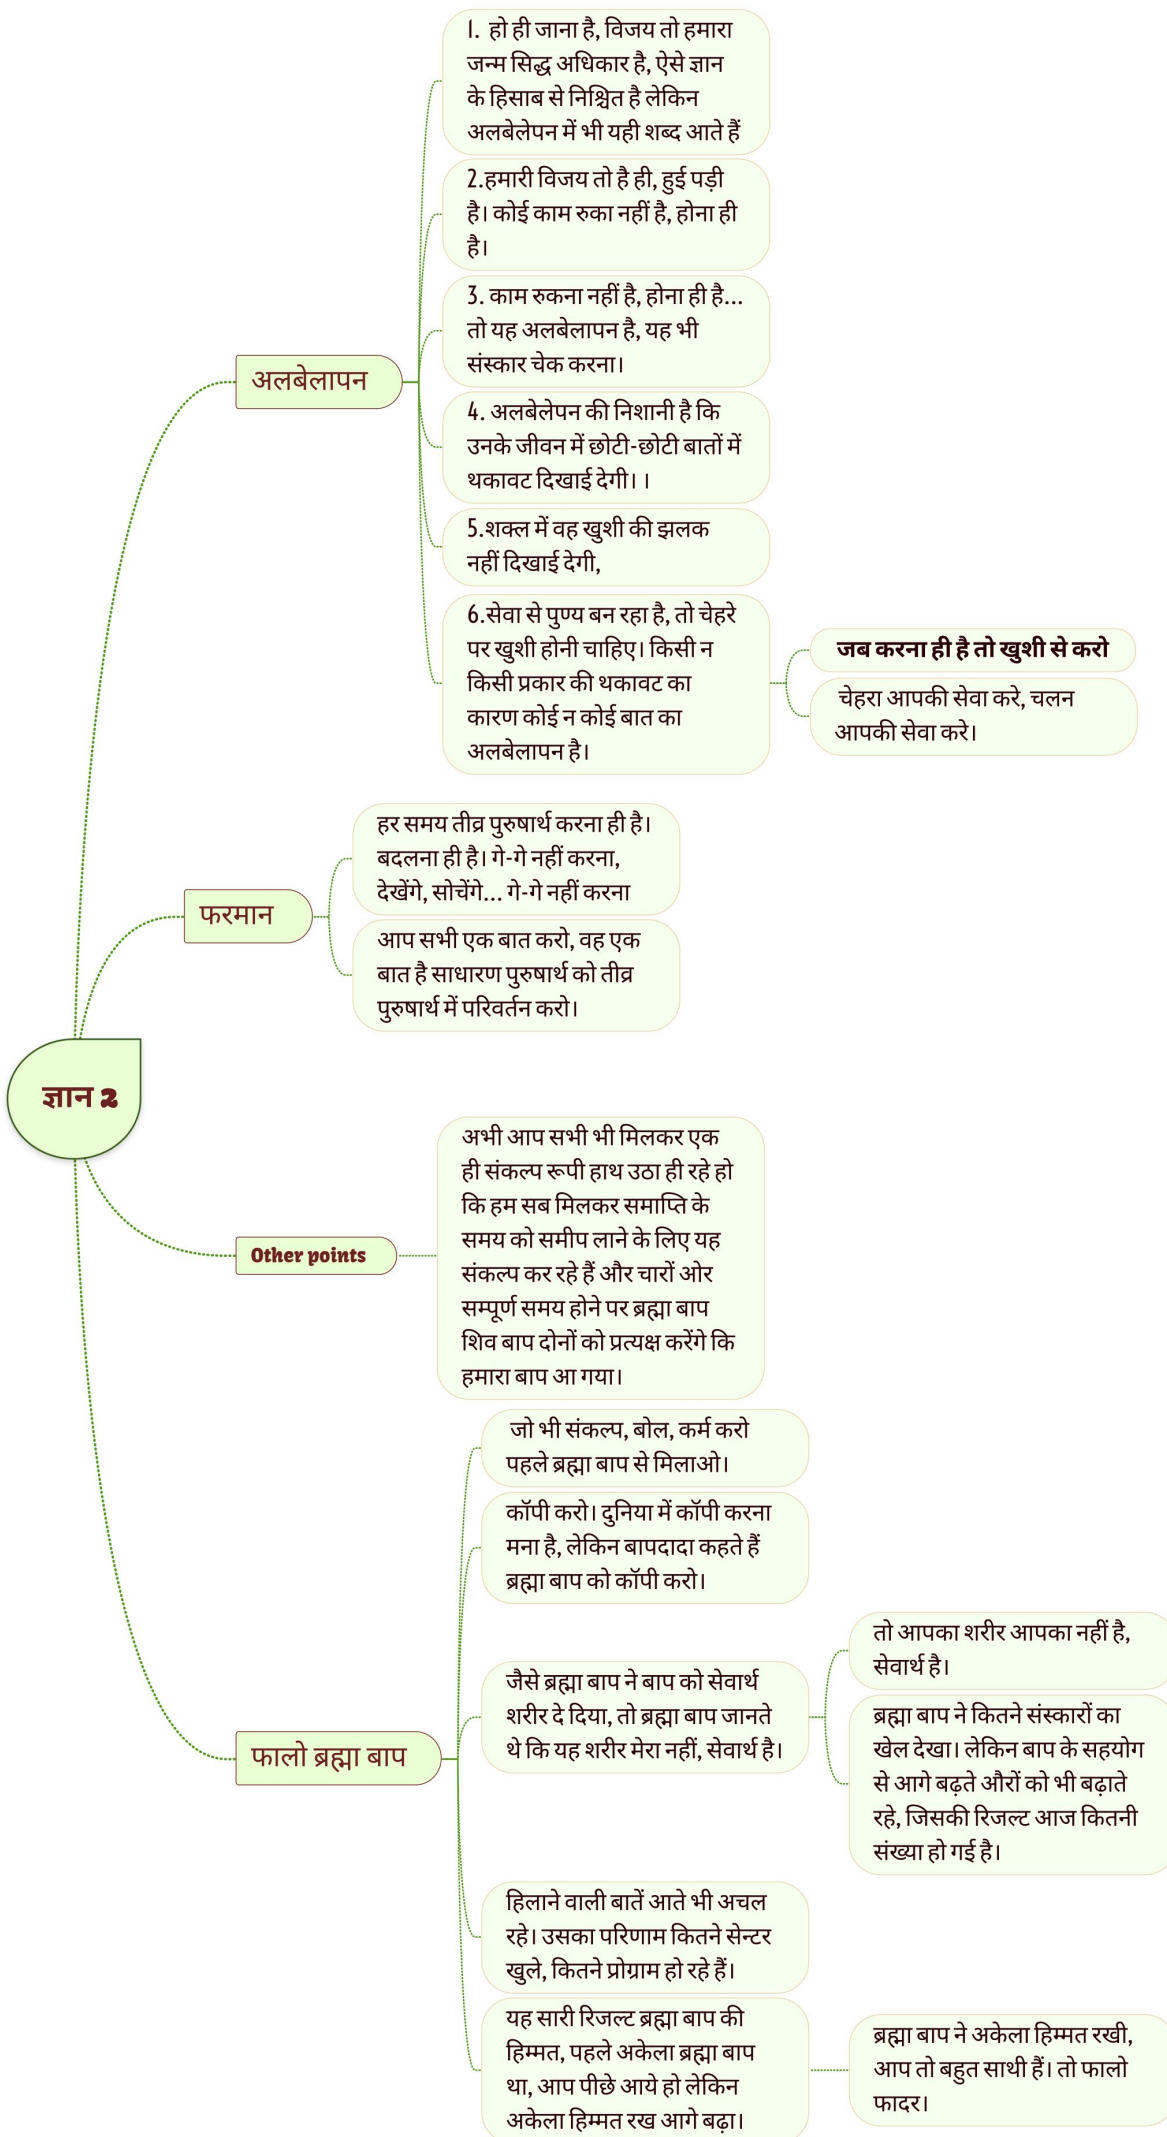 ज्ञान 2
अलबेलापन
1. हो ही जाना है, विजय तो हमारा
जन्म सिद्ध अधिकार है, ऐसे ज्ञान
के हिसाब से निश्चित है लेकिन
अलबेलेपन में भी यही शब्द आते हैं
2.हमारी विजय तो है ही, हुई पड़ी
है। कोई काम रुका नहीं है, होना ही
है।
3. काम रुकना नहीं है, होना ही है...
तो यह अलबेलापन है, यह भी
संस्कार चेक करना।
4. अलबेलेपन की निशानी है कि
उनके जीवन में छोटी-छोटी बातों में
थकावट दिखाई देगी। ।
5.शक्ल में वह खुशी की झलक
नहीं दिखाई देगी,
6.सेवा से पुण्य बन रहा है, तो चेहरे
पर खुशी होनी चाहिए। किसी न
किसी प्रकार की थकावट का
कारण कोई न कोई बात का
अलबेलापन है।
जब करना ही है तो खुशी से करो
चेहरा आपकी सेवा करे, चलन
आपकी सेवा करे।
फरमान
हर समय तीव्र पुरुषार्थ करना ही है।
बदलना ही है। गे-गे नहीं करना,
देखेंगे, सोचेंगे... गे-गे नहीं करना
आप सभी एक बात करो, वह एक
बात है साधारण पुरुषार्थ को तीव्र
पुरुषार्थ में परिवर्तन करो।
Other points
अभी आप सभी भी मिलकर एक
ही संकल्प रूपी हाथ उठा ही रहे हो
कि हम सब मिलकर समाप्ति के
समय को समीप लाने के लिए यह
संकल्प कर रहे हैं और चारों ओर
सम्पूर्ण समय होने पर ब्रह्मा बाप
शिव बाप दोनों को प्रत्यक्ष करेंगे कि
हमारा बाप आ गया।
फालो ब्रह्मा बाप
जो भी संकल्प, बोल, कर्म करो
पहले ब्रह्मा बाप से मिलाओ।
कॉपी करो। दुनिया में कॉपी करना
मना है, लेकिन बापदादा कहते हैं
ब्रह्मा बाप को कॉपी करो।
जैसे ब्रह्मा बाप ने बाप को सेवार्थ
शरीर दे दिया, तो ब्रह्मा बाप जानते
थे कि यह शरीर मेरा नहीं, सेवार्थ है।
तो आपका शरीर आपका नहीं है,
सेवार्थ है।
ब्रह्मा बाप ने कितने संस्कारों का
खेल देखा। लेकिन बाप के सहयोग
से आगे बढ़ते औरों को भी बढ़ाते
रहे, जिसकी रिजल्ट आज कितनी
संख्या हो गई है।
हिलाने वाली बातें आते भी अचल
रहे। उसका परिणाम कितने सेन्टर
खुले, कितने प्रोग्राम हो रहे हैं।
यह सारी रिजल्ट ब्रह्मा बाप की
हिम्मत, पहले अकेला ब्रह्मा बाप
था, आप पीछे आये हो लेकिन
अकेला हिम्मत रख आगे बढ़ा।
ब्रह्मा बाप ने अकेला हिम्मत रखी,
आप तो बहुत साथी हैं। तो फालो
फादर।